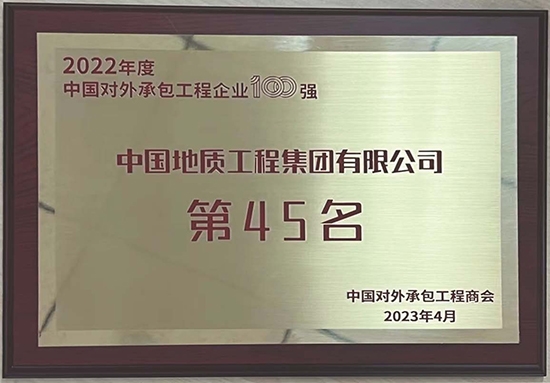 2022年度
中国对外承包工程企业100强
中国地质工程集团有限公司
第45名
中国对外承包工程商会
2023年4月